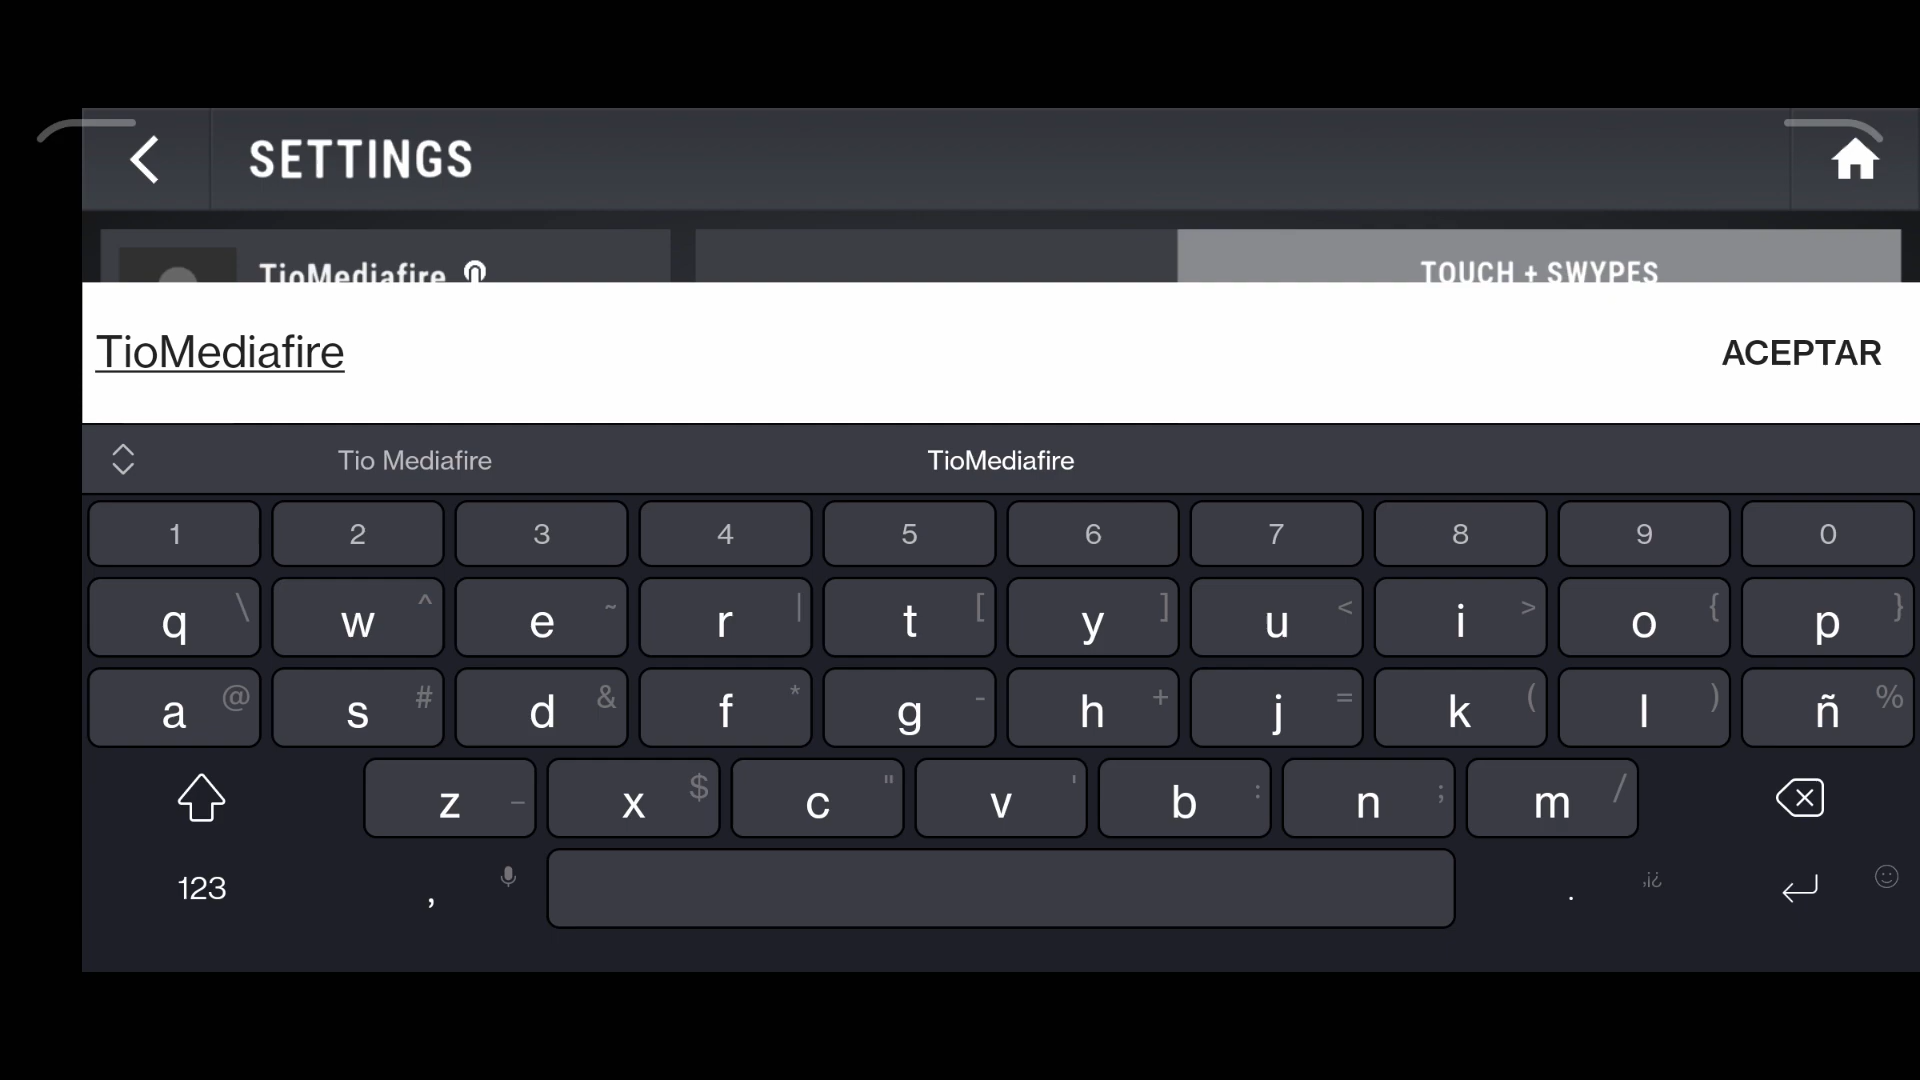 SETTINGS
TioMediafire
TOUCH + SWYPES
TioMediafire
ACEPTAR
Tio Mediafire TioMediafire
1 2 3 4 5 6 7 8 9 0
q \ w ^ e ~ r | t [ y ] u < i > o { p }
a @ s # d & f * g - h + j = k ( l ) ñ %
z _ x $ c " v ' b : n ; m /
123 , . ,¡¿